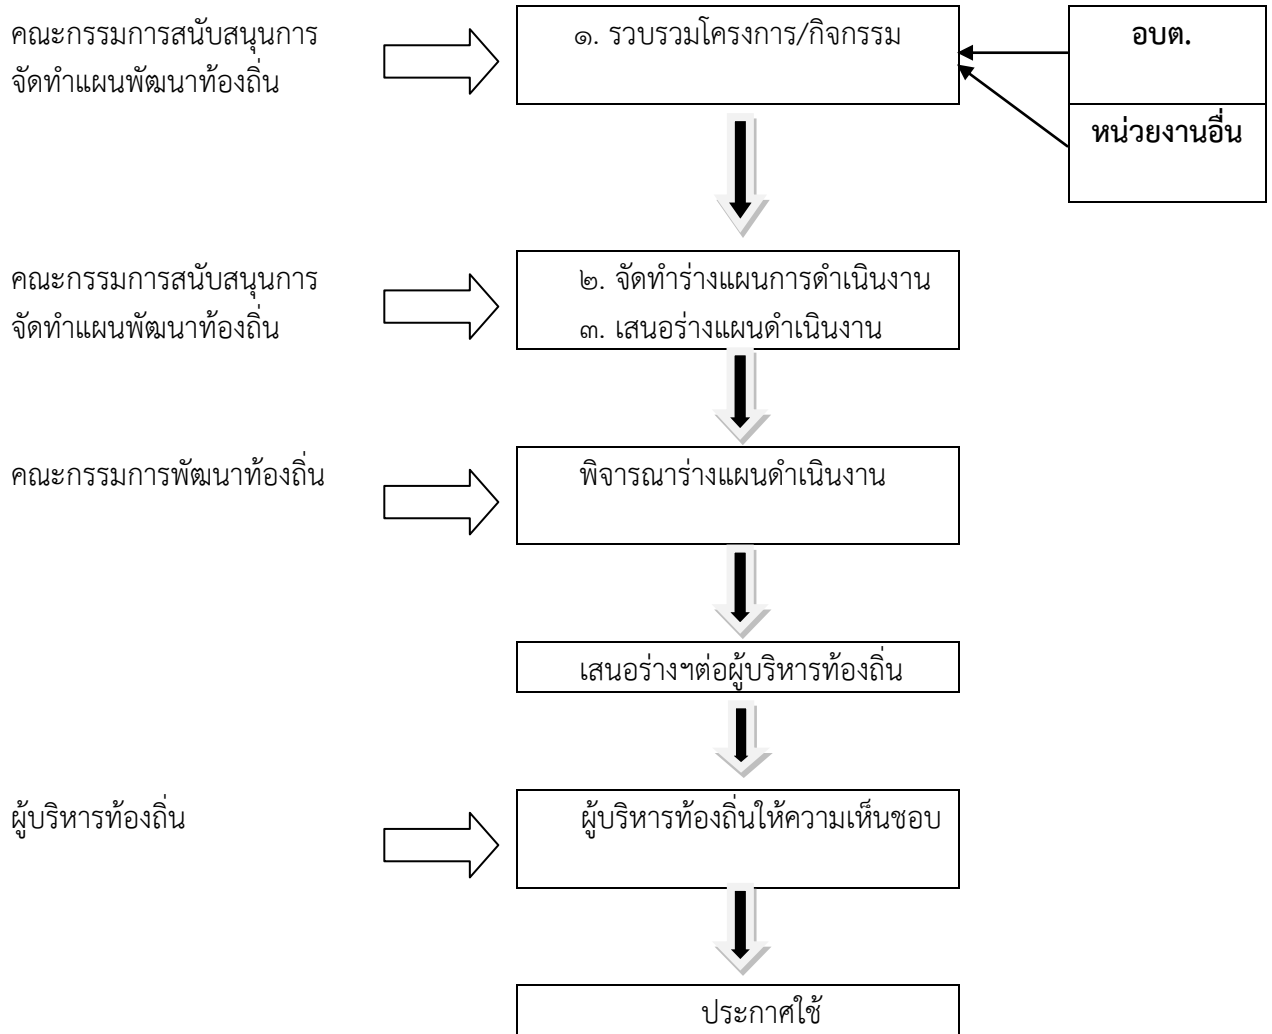 คณะกรรมการสนับสนุนการ
จัดทำแผนพัฒนาท้องถิ่น
๑. รวบรวมโครงการ/กิจกรรม
อบต.
หน่วยงานอื่น
คณะกรรมการสนับสนุนการ
จัดทำแผนพัฒนาท้องถิ่น
๒. จัดทำร่างแผนการดำเนินงาน
๓. เสนอร่างแผนดำเนินงาน
คณะกรรมการพัฒนาท้องถิ่น
พิจารณาร่างแผนดำเนินงาน
เสนอร่างฯต่อผู้บริหารท้องถิ่น
ผู้บริหารท้องถิ่น
ผู้บริหารท้องถิ่นให้ความเห็นชอบ
ประกาศใช้